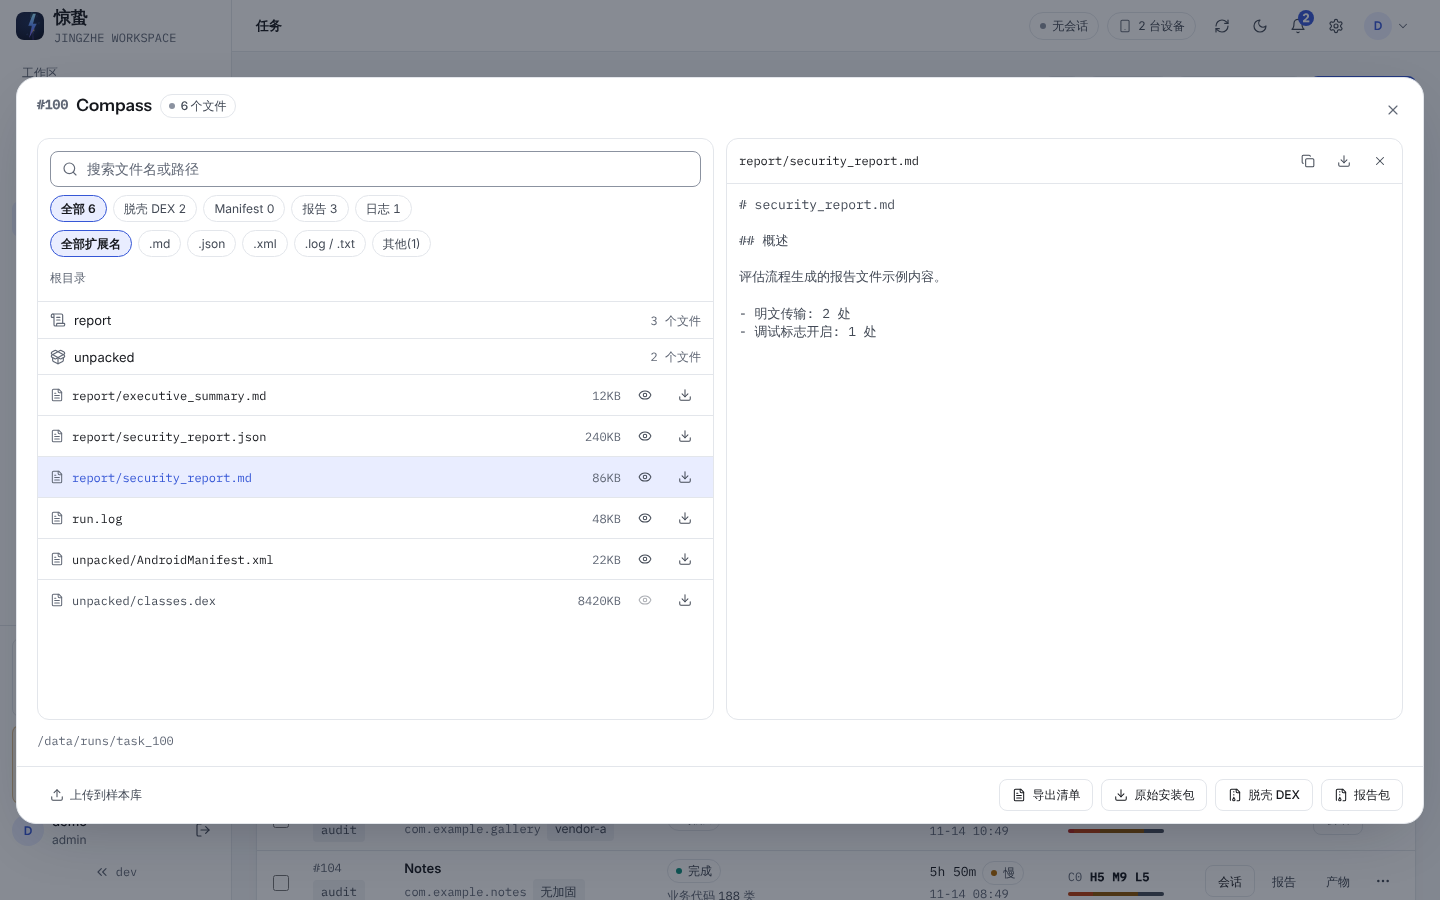 惊蛰
JINGZHE WORKSPACE
任务
无会话
2 台设备
2
D
工作区
#100 Compass 6 个文件
搜索文件名或路径
全部 6
脱壳 DEX 2
Manifest 0
报告 3
日志 1
全部扩展名
.md
.json
.xml
.log / .txt
其他(1)
根目录
report 3 个文件
unpacked 2 个文件
report/executive_summary.md 12KB
report/security_report.json 240KB
report/security_report.md 86KB
run.log 48KB
unpacked/AndroidManifest.xml 22KB
unpacked/classes.dex 8420KB
report/security_report.md
# security_report.md
## 概述
评估流程生成的报告文件示例内容。
- 明文传输: 2 处
- 调试标志开启: 1 处
/data/runs/task_100
上传到样本库
导出清单
原始安装包
脱壳 DEX
报告包
D
admin
dev
audit com.example.gallery vendor-a 11-14 10:49
#104 Notes 完成 5h 50m 慢 C0 H5 M9 L5 会话 报告 产物
audit com.example.notes 无加固 业务代码 188 类 11-14 08:49